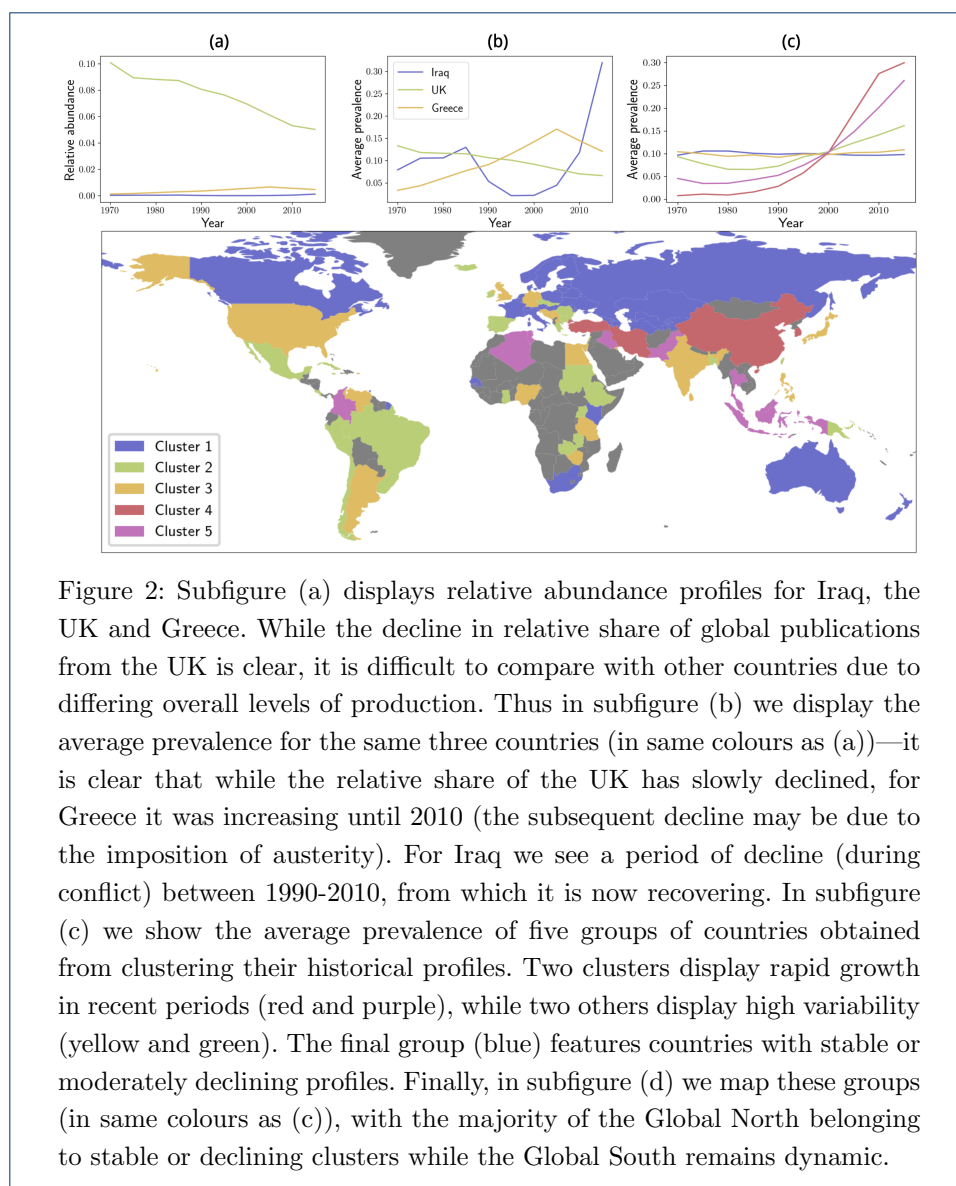 (a)
(b)
(c)
0.10
0.08
0.06
0.04
0.02
0.00
Relative abundance
1970 1980 1990 2000 2010
Year
0.30
0.25
0.20
0.15
0.10
0.05
Average prevalence
Iraq
UK
Greece
1970 1980 1990 2000 2010
Year
0.30
0.25
0.20
0.15
0.10
0.05
0.00
Average prevalence
1970 1980 1990 2000 2010
Year
Cluster 1
Cluster 2
Cluster 3
Cluster 4
Cluster 5
Figure 2: Subfigure (a) displays relative abundance profiles for Iraq, the
UK and Greece. While the decline in relative share of global publications
from the UK is clear, it is difficult to compare with other countries due to
differing overall levels of production. Thus in subfigure (b) we display the
average prevalence for the same three countries (in same colours as (a))—it
is clear that while the relative share of the UK has slowly declined, for
Greece it was increasing until 2010 (the subsequent decline may be due to
the imposition of austerity). For Iraq we see a period of decline (during
conflict) between 1990-2010, from which it is now recovering. In subfigure
(c) we show the average prevalence of five groups of countries obtained
from clustering their historical profiles. Two clusters display rapid growth
in recent periods (red and purple), while two others display high variability
(yellow and green). The final group (blue) features countries with stable or
moderately declining profiles. Finally, in subfigure (d) we map these groups
(in same colours as (c)), with the majority of the Global North belonging
to stable or declining clusters while the Global South remains dynamic.